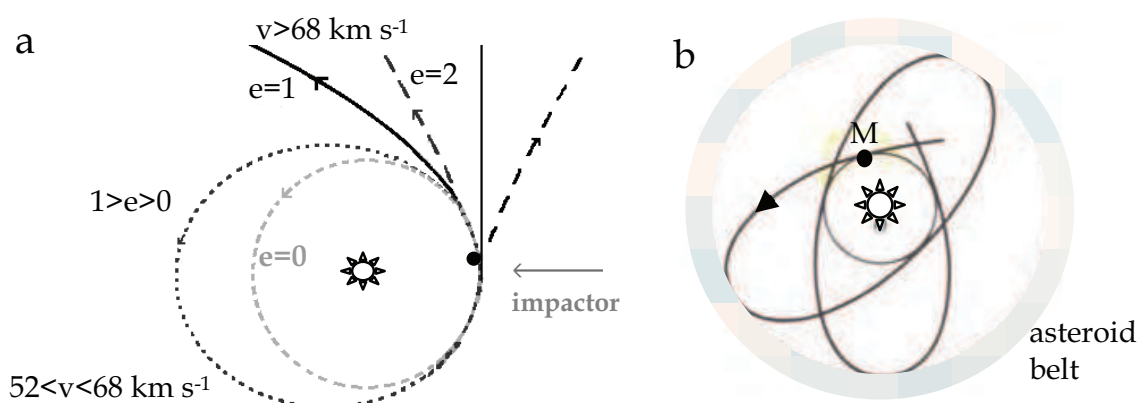 a
v>68 km s⁻¹
e=1
e=2
1>e>0
e=0
impactor
52<v<68 km s⁻¹
b
M
asteroid
belt